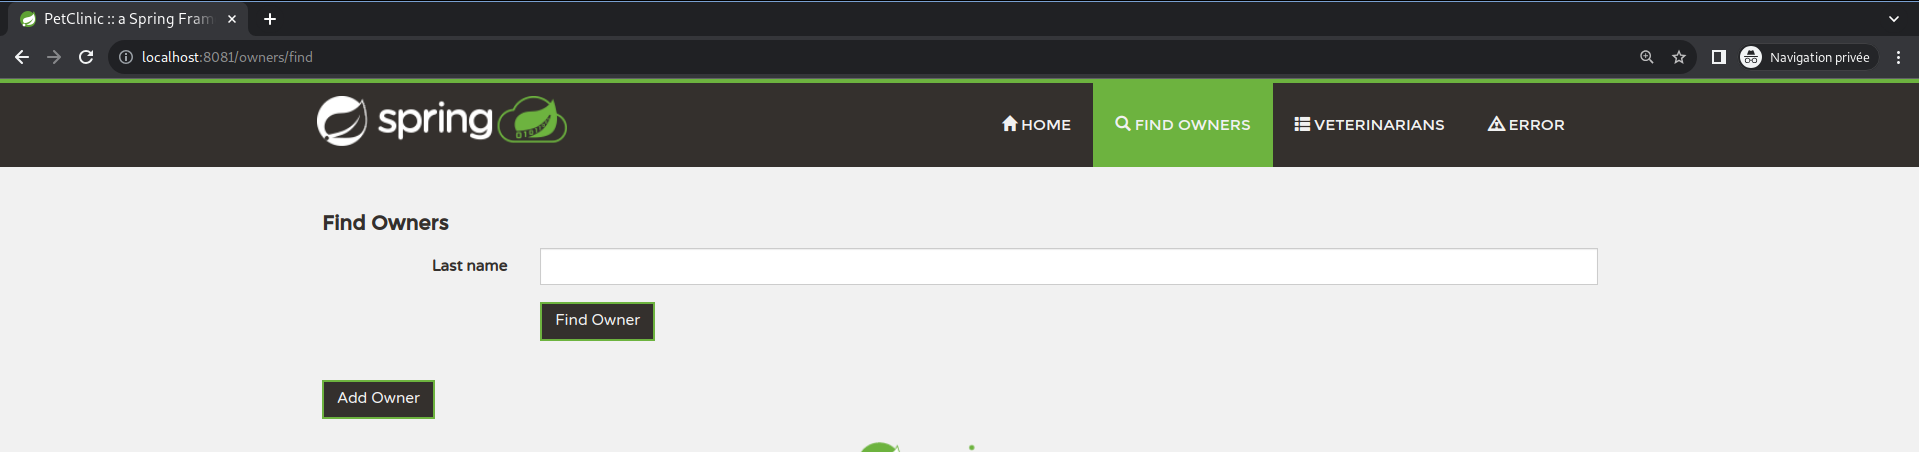 PetClinic :: a Spring Fram
localhost:8081/owners/find
Navigation privée
spring
HOME
FIND OWNERS
VETERINARIANS
ERROR
Find Owners
Last name
Find Owner
Add Owner